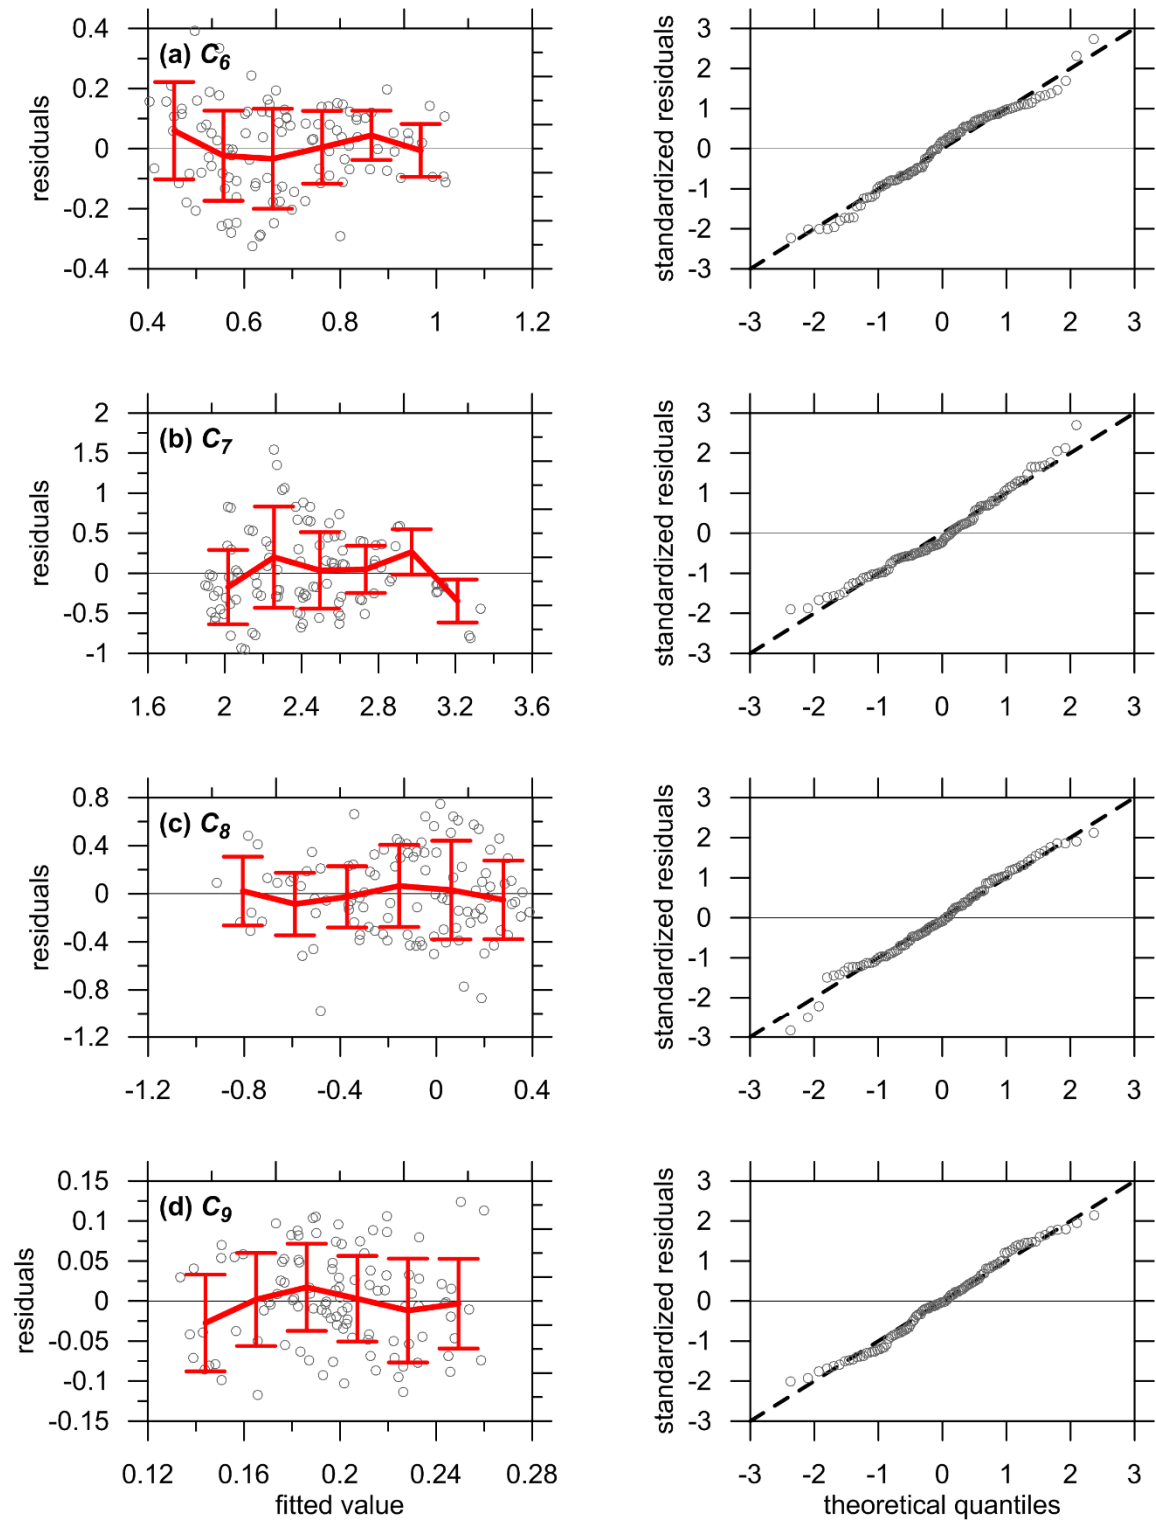 (a) C6
residuals
0.4
0.2
0
-0.2
-0.4
0.4 0.6 0.8 1 1.2
standardized residuals
3
2
1
0
-1
-2
-3
-3 -2 -1 0 1 2 3
(b) C7
residuals
2
1.5
1
0.5
0
-0.5
-1
1.6 2 2.4 2.8 3.2 3.6
standardized residuals
3
2
1
0
-1
-2
-3
-3 -2 -1 0 1 2 3
(c) C8
residuals
0.8
0.4
0
-0.4
-0.8
-1.2
-1.2 -0.8 -0.4 0 0.4
standardized residuals
3
2
1
0
-1
-2
-3
-3 -2 -1 0 1 2 3
(d) C9
residuals
0.15
0.1
0.05
0
-0.05
-0.1
-0.15
0.12 0.16 0.2 0.24 0.28
fitted value
standardized residuals
3
2
1
0
-1
-2
-3
-3 -2 -1 0 1 2 3
theoretical quantiles